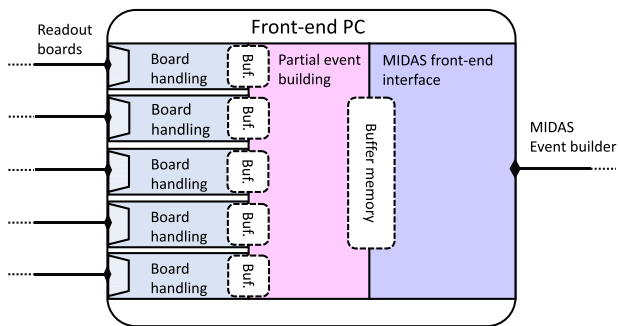 Front-end PC
Readout
boards
Board
handling
Buf.
Partial event
building
MIDAS front-end
interface
Board
handling
Buf.
Buffer memory
MIDAS
Event builder
Board
handling
Buf.
Board
handling
Buf.
Board
handling
Buf.